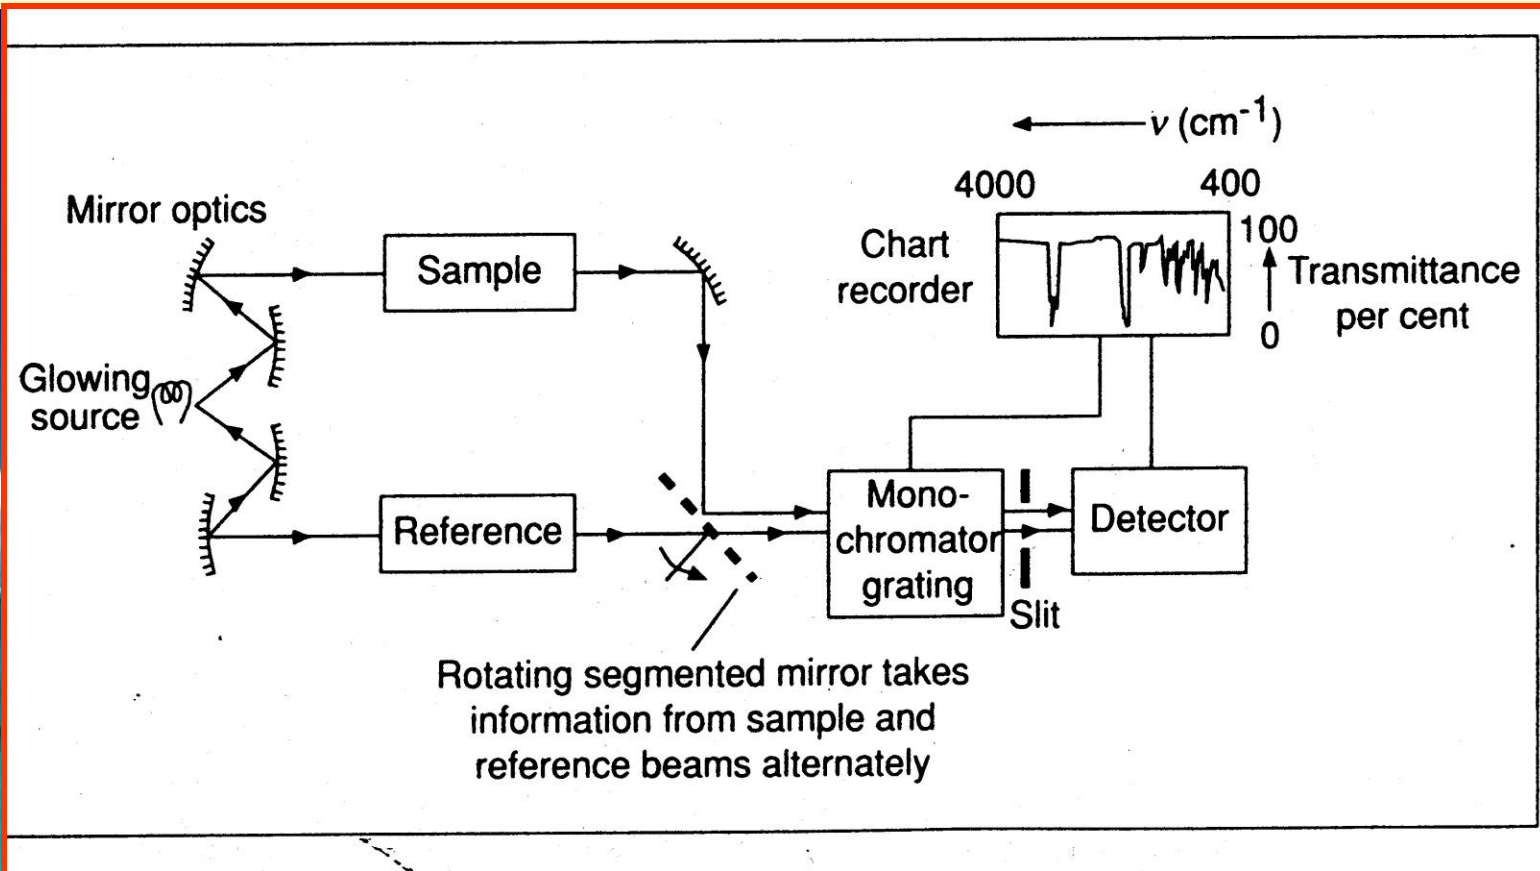 ν (cm⁻¹)
4000 400
Mirror optics
Sample
Chart
recorder
100
Transmittance
per cent
0
Glowing
source
Reference
Mono-
chromator
grating
Detector
Slit
Rotating segmented mirror takes
information from sample and
reference beams alternately